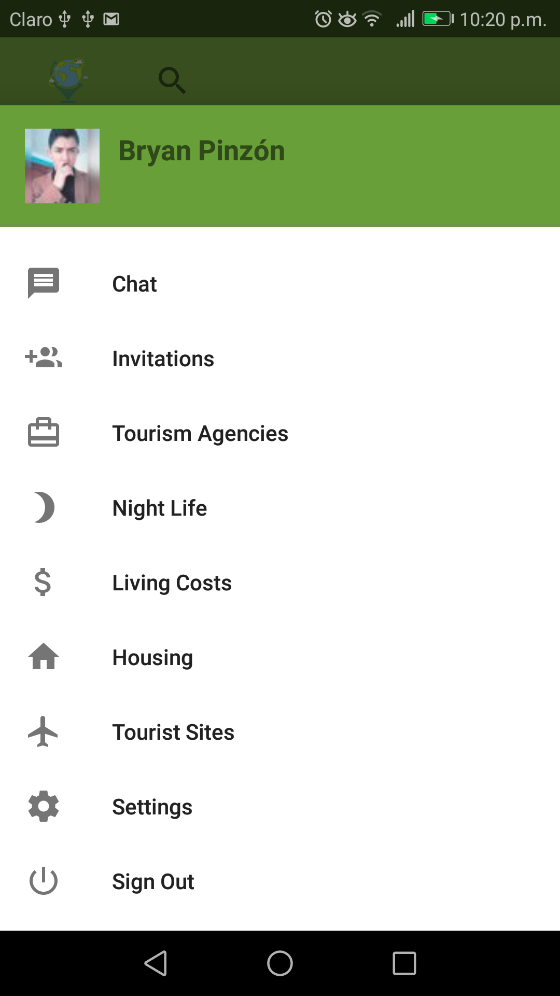 Claro 10:20 p.m.
Bryan Pinzón
Chat
Invitations
Tourism Agencies
Night Life
Living Costs
Housing
Tourist Sites
Settings
Sign Out